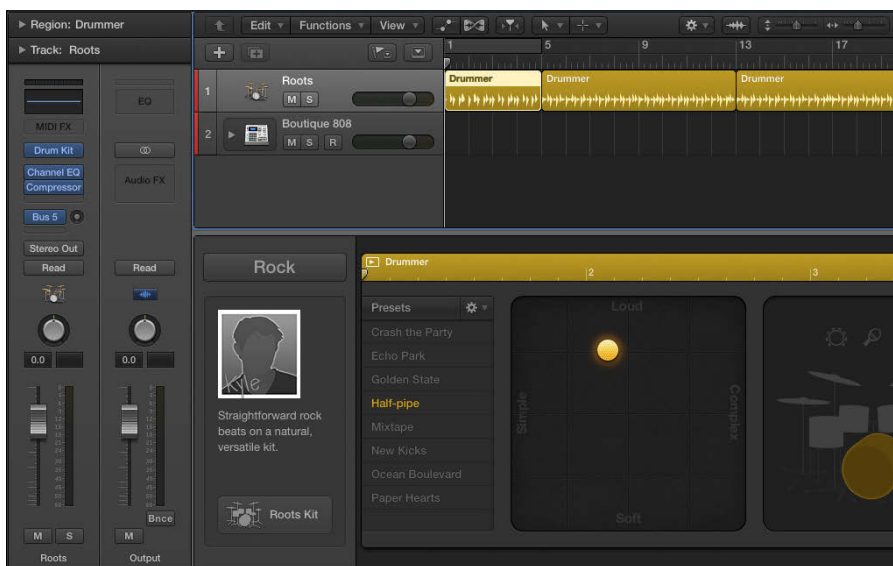 Region: Drummer
Track: Roots
MIDI FX
Drum Kit
Channel EQ
Compressor
Bus 5
Stereo Out
Read
0.0
M S
Roots
EQ
Audio FX
Read
0.0
Bnce
M
Output
Edit Functions View
1 5 9 13 17
1
Roots
M S
Drummer Drummer Drummer
2
Boutique 808
M S R
Rock
Kyle
Straightforward rock
beats on a natural,
versatile kit.
Roots Kit
Drummer
2 3
Presets
Crash the Party
Echo Park
Golden State
Half-pipe
Mixtape
New Kicks
Ocean Boulevard
Paper Hearts
Loud
Simple
Complex
Soft